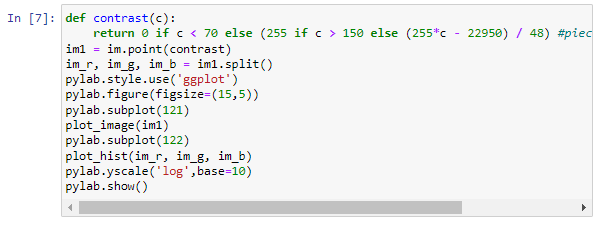 In [7]: def contrast(c):
return 0 if c < 70 else (255 if c > 150 else (255*c - 22950) / 48) #piec
im1 = im.point(contrast)
im_r, im_g, im_b = im1.split()
pylab.style.use('ggplot')
pylab.figure(figsize=(15,5))
pylab.subplot(121)
plot_image(im1)
pylab.subplot(122)
plot_hist(im_r, im_g, im_b)
pylab.yscale('log',base=10)
pylab.show()